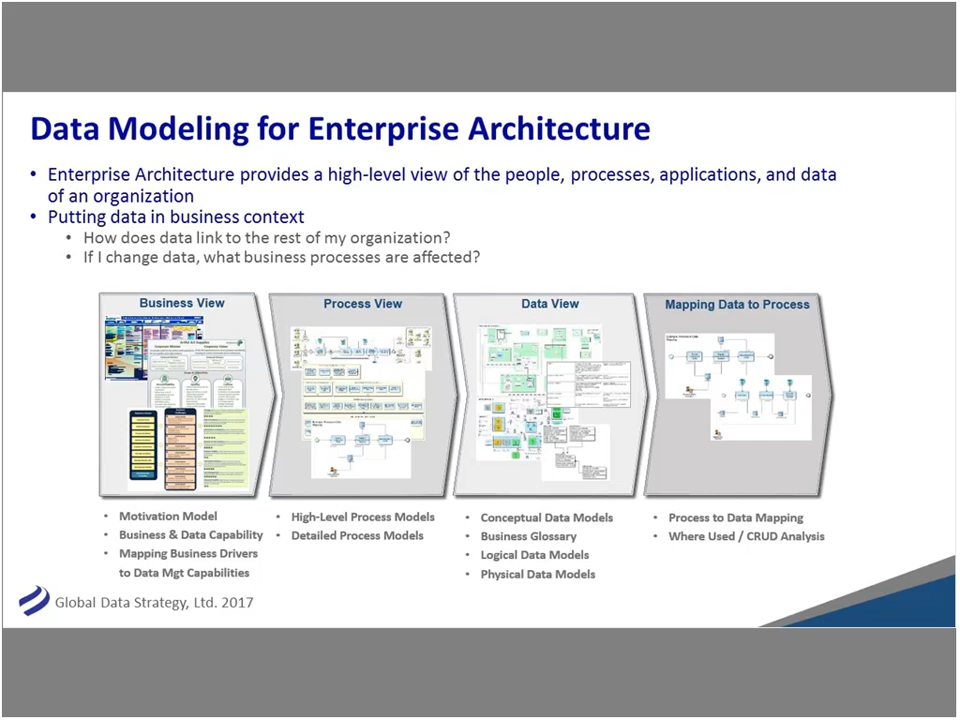 Data Modeling for Enterprise Architecture
• Enterprise Architecture provides a high-level view of the people, processes, applications, and data
of an organization
• Putting data in business context
• How does data link to the rest of my organization?
• If I change data, what business processes are affected?
Business View
Process View
Data View
Mapping Data to Process
• Motivation Model
• Business & Data Capability
• Mapping Business Drivers
to Data Mgt Capabilities
• High-Level Process Models
• Detailed Process Models
• Conceptual Data Models
• Business Glossary
• Logical Data Models
• Physical Data Models
• Process to Data Mapping
• Where Used / CRUD Analysis
Global Data Strategy, Ltd. 2017